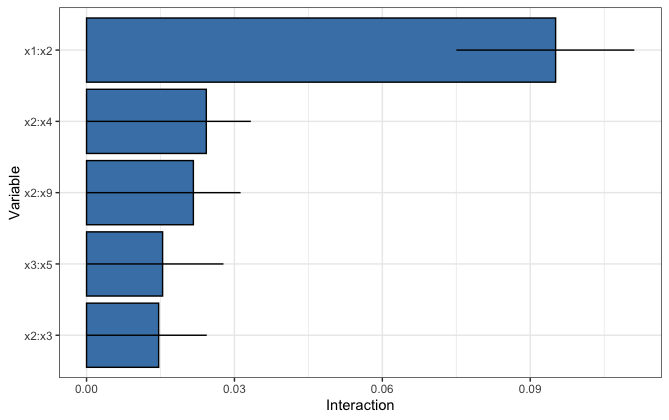 Variable
x1:x2
x2:x4
x2:x9
x3:x5
x2:x3
0.00 0.03 0.06 0.09
Interaction